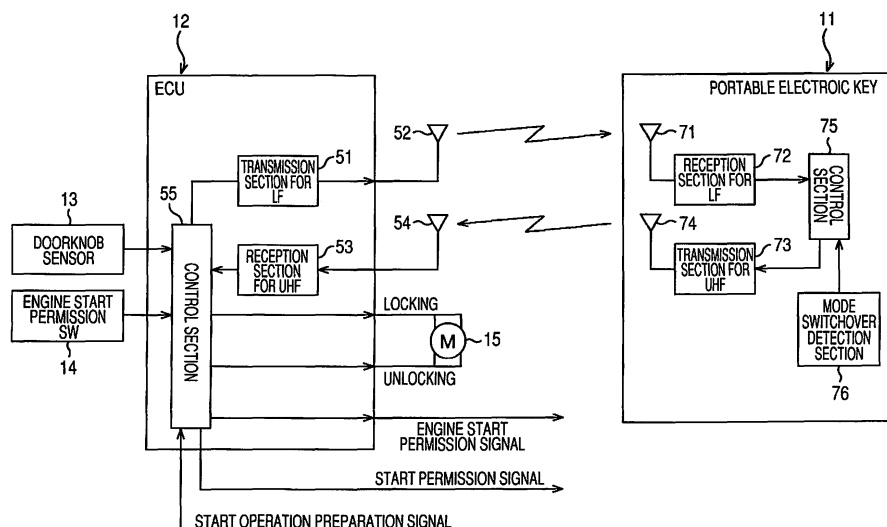 12
11
ECU
PORTABLE ELECTROIC KEY
52
71
51
TRANSMISSION
SECTION FOR
LF
72
RECEPTION
SECTION FOR
LF
75
CONTROL
SECTION
13
DOORKNOB
SENSOR
55
CONTROL SECTION
54
53
RECEPTION
SECTION
FOR UHF
74
73
TRANSMISSION
SECTION FOR
UHF
ENGINE START
PERMISSION
SW
14
LOCKING
M
15
UNLOCKING
MODE
SWITCHOVER
DETECTION
SECTION
76
ENGINE START
PERMISSION SIGNAL
START PERMISSION SIGNAL
START OPERATION PREPARATION SIGNAL